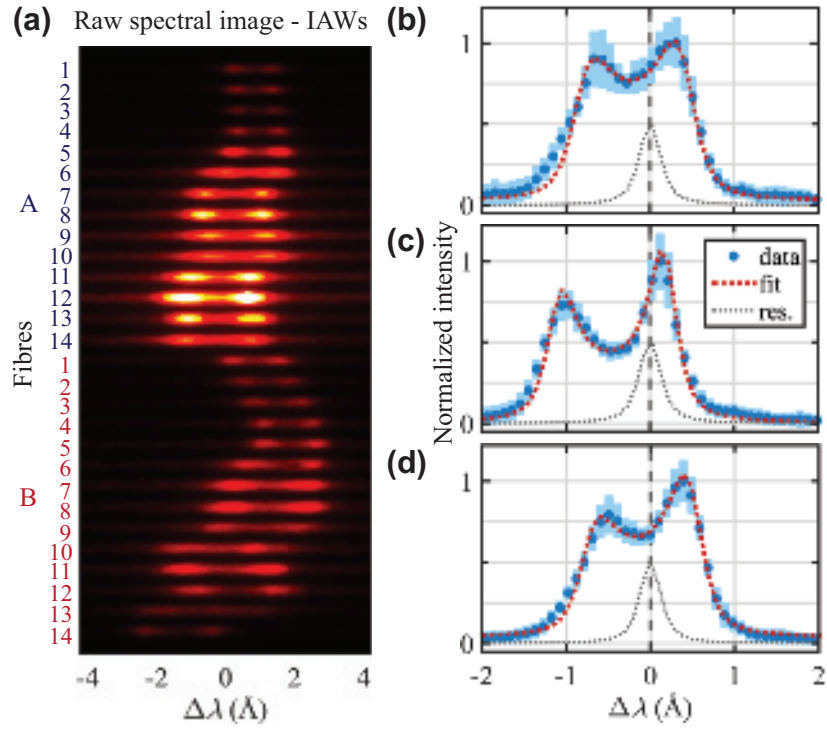 (a) Raw spectral image - IAWs
Fibres
A
1
2
3
4
5
6
7
8
9
10
11
12
13
14
B
1
2
3
4
5
6
7
8
9
10
11
12
13
14
-4 -2 0 2 4
Δλ (Å)
Normalized intensity
(b)
1
0
(c)
1
0
data
fit
res.
(d)
1
0
-2 -1 0 1 2
Δλ (Å)